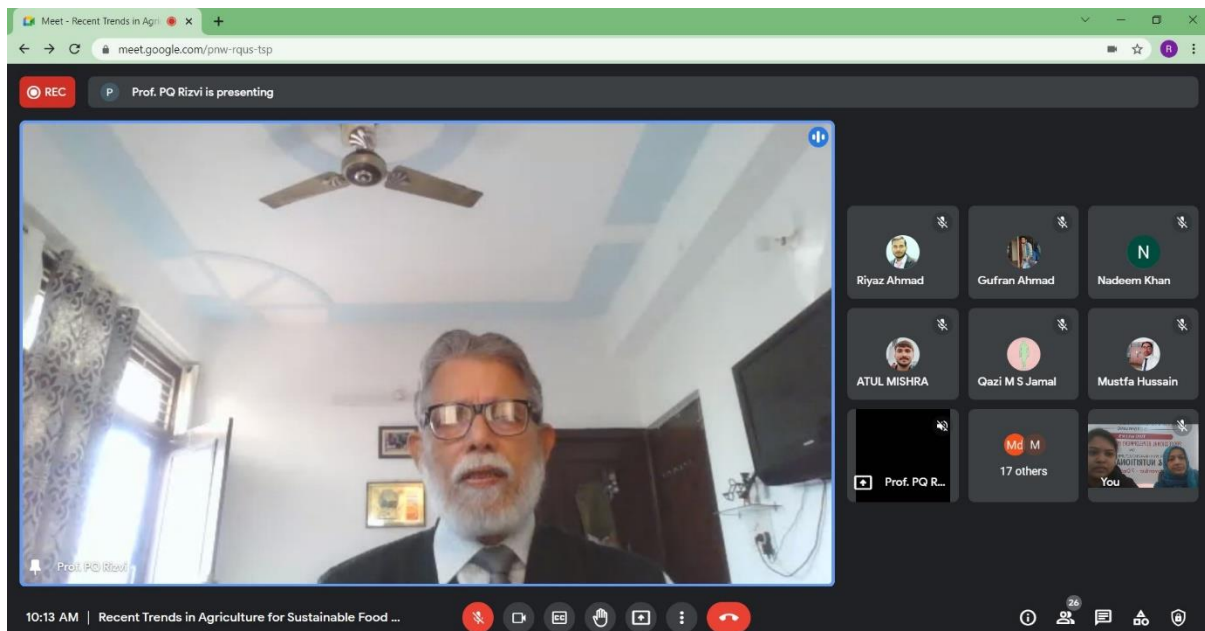 Meet - Recent Trends in Agri
meet.google.com/pnw-rqus-tsp
R
REC
P Prof. PQ Rizvi is presenting
Riyaz Ahmad
Gufran Ahmad
N
Nadeem Khan
ATUL MISHRA
Qazi M S Jamal
Mustfa Hussain
Prof. PQ R...
Md M
17 others
& NUTRITIONA
You
Prof. PQ Rizvi
26
10:13 AM | Recent Trends in Agriculture for Sustainable Food ...
CC